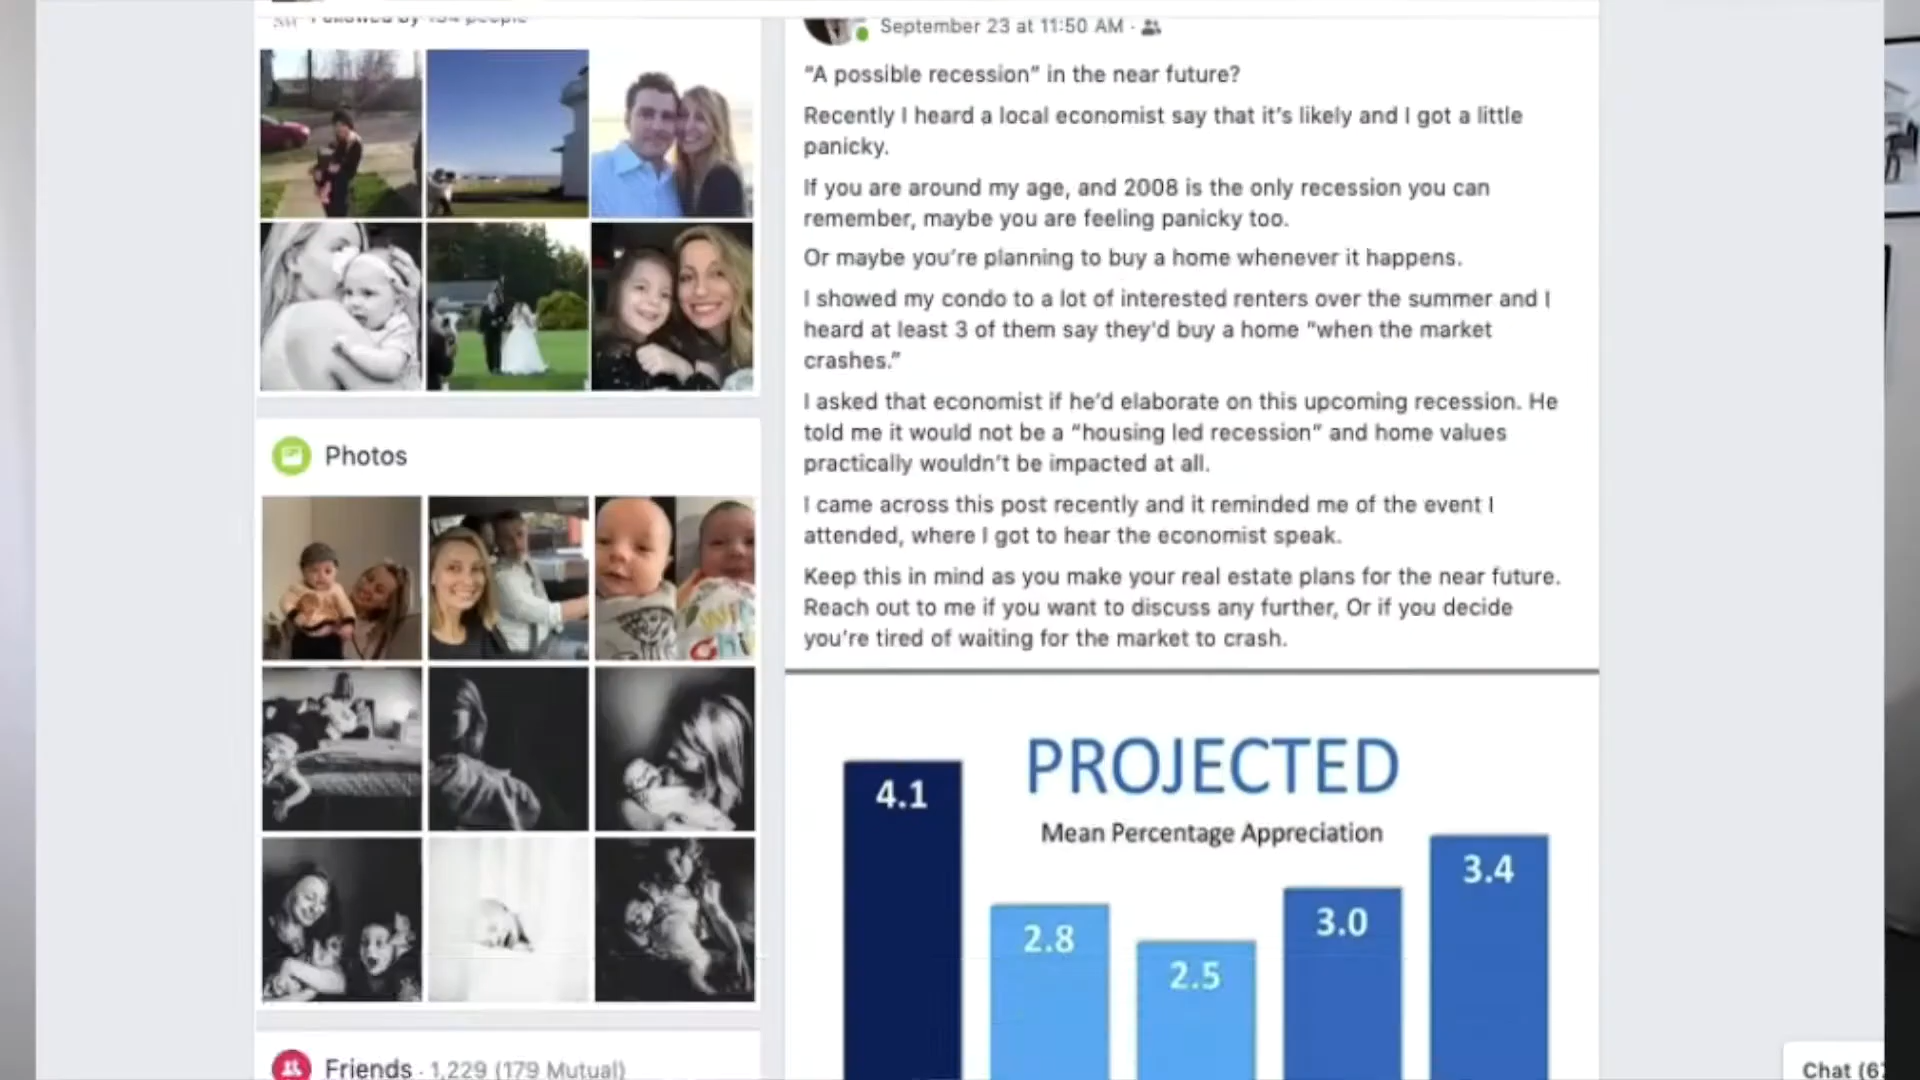 Followed by 134 people
Photos
Friends · 1,229 (179 Mutual)
September 23 at 11:50 AM ·
“A possible recession” in the near future?
Recently I heard a local economist say that it’s likely and I got a little
panicky.
If you are around my age, and 2008 is the only recession you can
remember, maybe you are feeling panicky too.
Or maybe you’re planning to buy a home whenever it happens.
I showed my condo to a lot of interested renters over the summer and I
heard at least 3 of them say they’d buy a home “when the market
crashes.”
I asked that economist if he’d elaborate on this upcoming recession. He
told me it would not be a “housing led recession” and home values
practically wouldn’t be impacted at all.
I came across this post recently and it reminded me of the event I
attended, where I got to hear the economist speak.
Keep this in mind as you make your real estate plans for the near future.
Reach out to me if you want to discuss any further, Or if you decide
you’re tired of waiting for the market to crash.
PROJECTED
Mean Percentage Appreciation
4.1
2.8
2.5
3.0
3.4
Chat (6